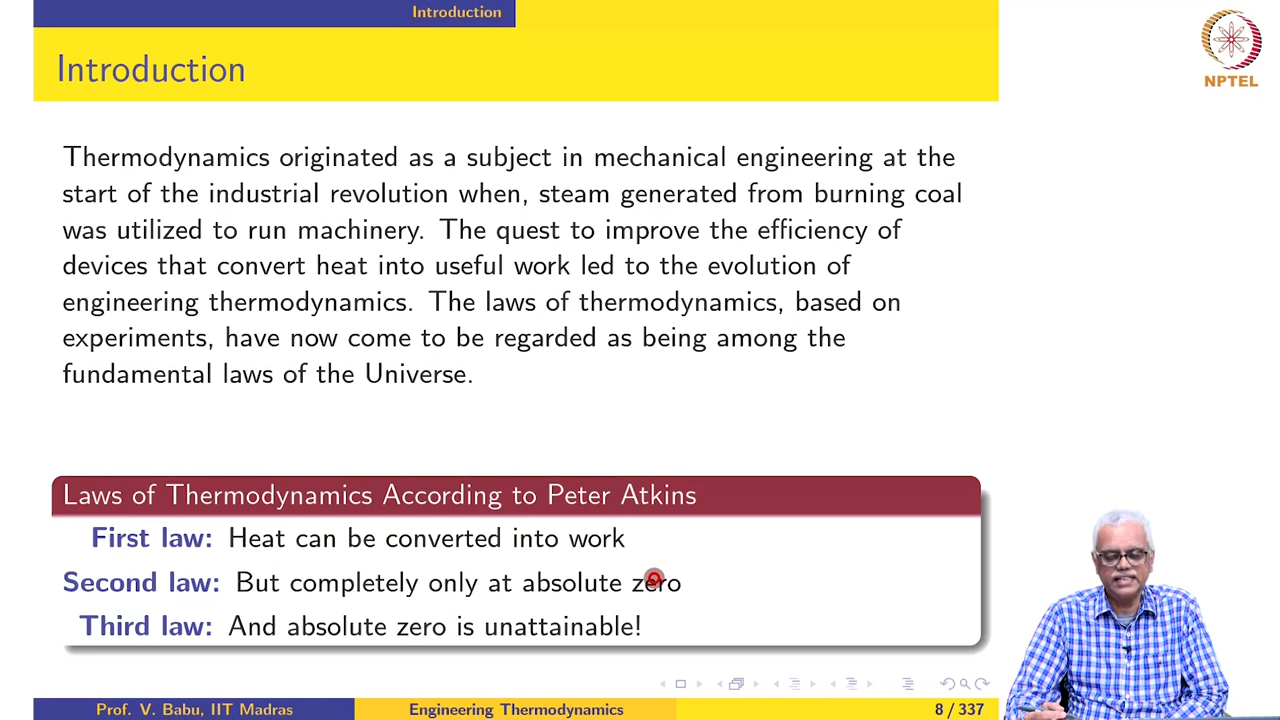 Introduction
Introduction
NPTEL
Thermodynamics originated as a subject in mechanical engineering at the
start of the industrial revolution when, steam generated from burning coal
was utilized to run machinery. The quest to improve the efficiency of
devices that convert heat into useful work led to the evolution of
engineering thermodynamics. The laws of thermodynamics, based on
experiments, have now come to be regarded as being among the
fundamental laws of the Universe.
Laws of Thermodynamics According to Peter Atkins
First law: Heat can be converted into work
Second law: But completely only at absolute zero
Third law: And absolute zero is unattainable!
Prof. V. Babu, IIT Madras Engineering Thermodynamics 8 / 337